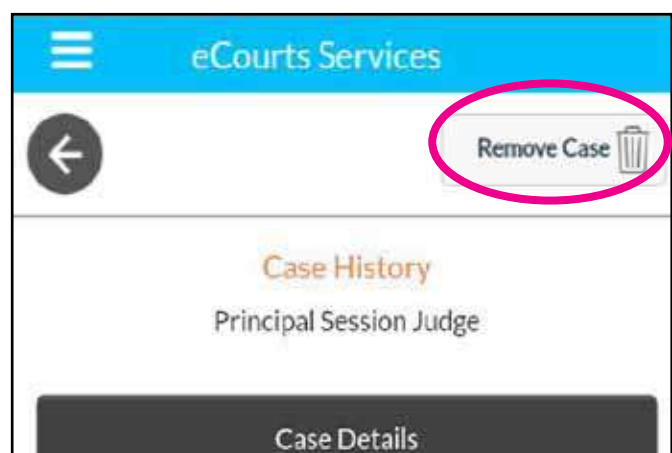 eCourts Services
Remove Case
Case History
Principal Session Judge
Case Details